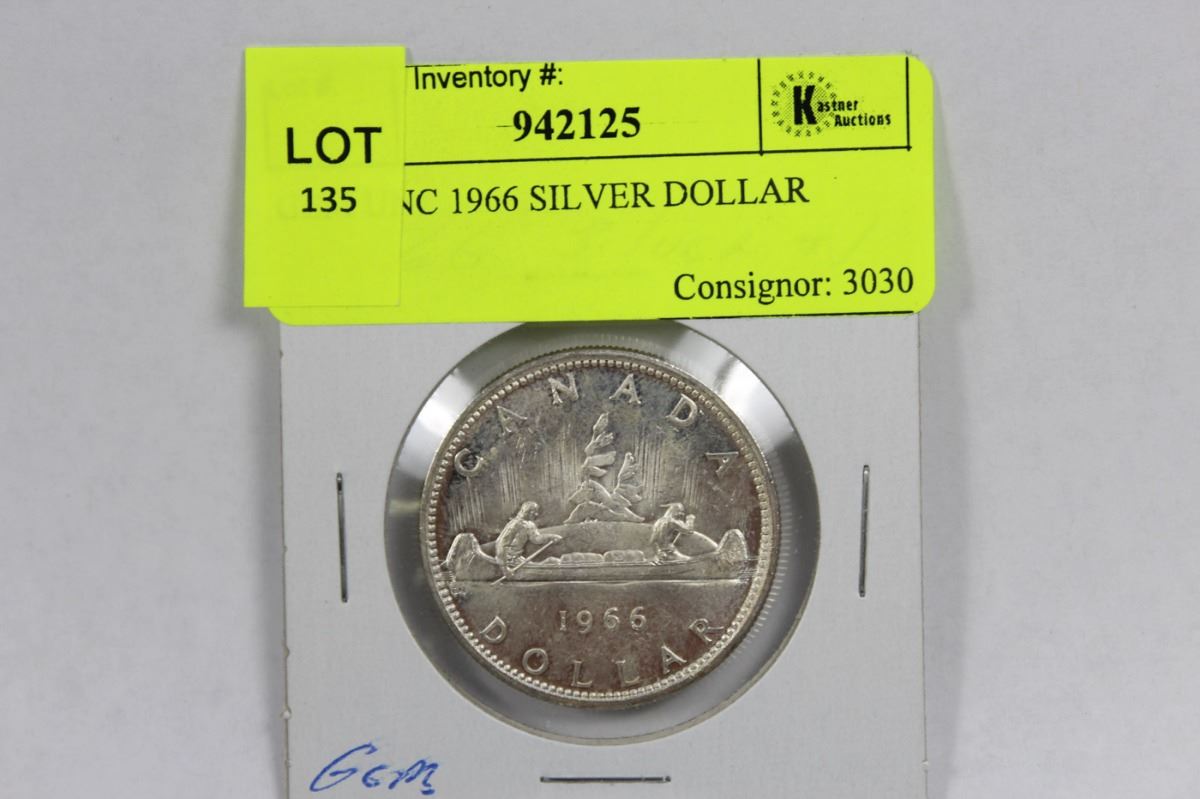 Inventory #:
942125
Kastner
Auctions
LOT
135
NC 1966 SILVER DOLLAR
Consignor: 3030
CANADA
1966
DOLLAR
Gem